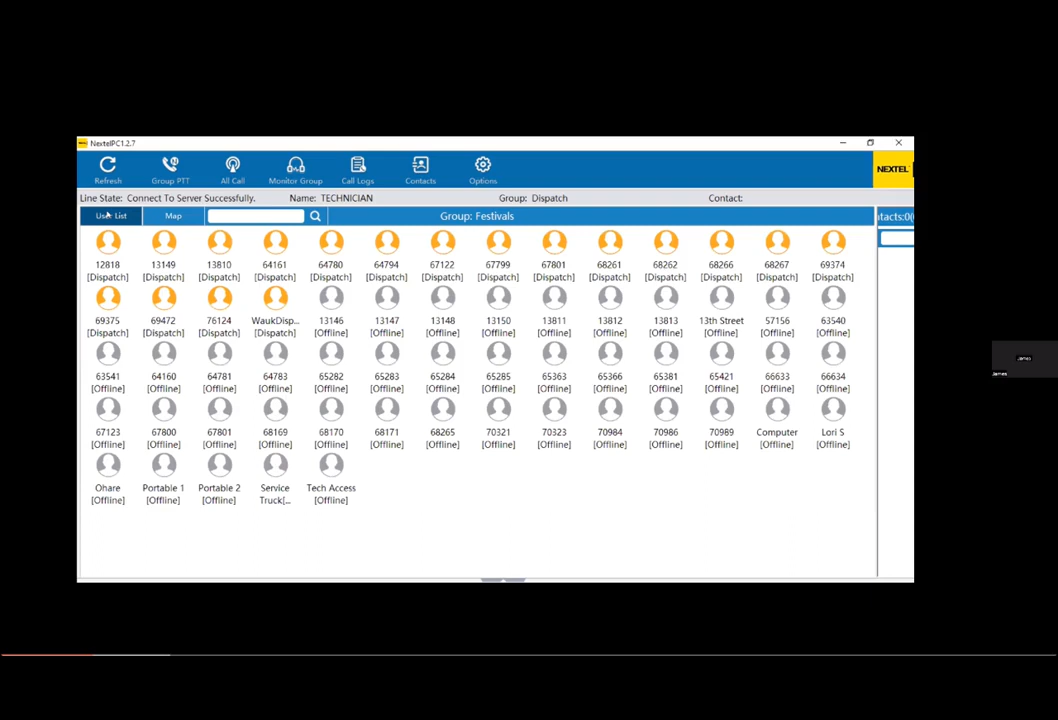 NextelPC1.2.7
Refresh Group PTT All Call Monitor Group Call Logs Contacts Options NEXTEL
Line State: Connect To Server Successfully. Name: TECHNICIAN Group: Dispatch Contact:
User List Map Group: Festivals
12818 13149 13810 64161 64780 64794 67122 67799 67801 68261 68262 68266 68267 69374
[Dispatch] [Dispatch] [Dispatch] [Dispatch] [Dispatch] [Dispatch] [Dispatch] [Dispatch] [Dispatch] [Dispatch] [Dispatch] [Dispatch] [Dispatch] [Dispatch]
69375 69472 76124 WaukDisp... 13146 13147 13148 13150 13811 13812 13813 13th Street 57156 63540
[Dispatch] [Dispatch] [Dispatch] [Dispatch] [Offline] [Offline] [Offline] [Offline] [Offline] [Offline] [Offline] [Offline] [Offline] [Offline]
63541 64160 64781 64783 65282 65283 65284 65285 65363 65366 65381 65421 66633 66634
[Offline] [Offline] [Offline] [Offline] [Offline] [Offline] [Offline] [Offline] [Offline] [Offline] [Offline] [Offline] [Offline] [Offline]
67123 67800 67801 68169 68170 68171 68265 70321 70323 70984 70986 70989 Computer Lori S
[Offline] [Offline] [Offline] [Offline] [Offline] [Offline] [Offline] [Offline] [Offline] [Offline] [Offline] [Offline] [Offline] [Offline]
Ohare Portable 1 Portable 2 Service Tech Access
[Offline] [Offline] [Offline] Truck[... [Offline]
James
James